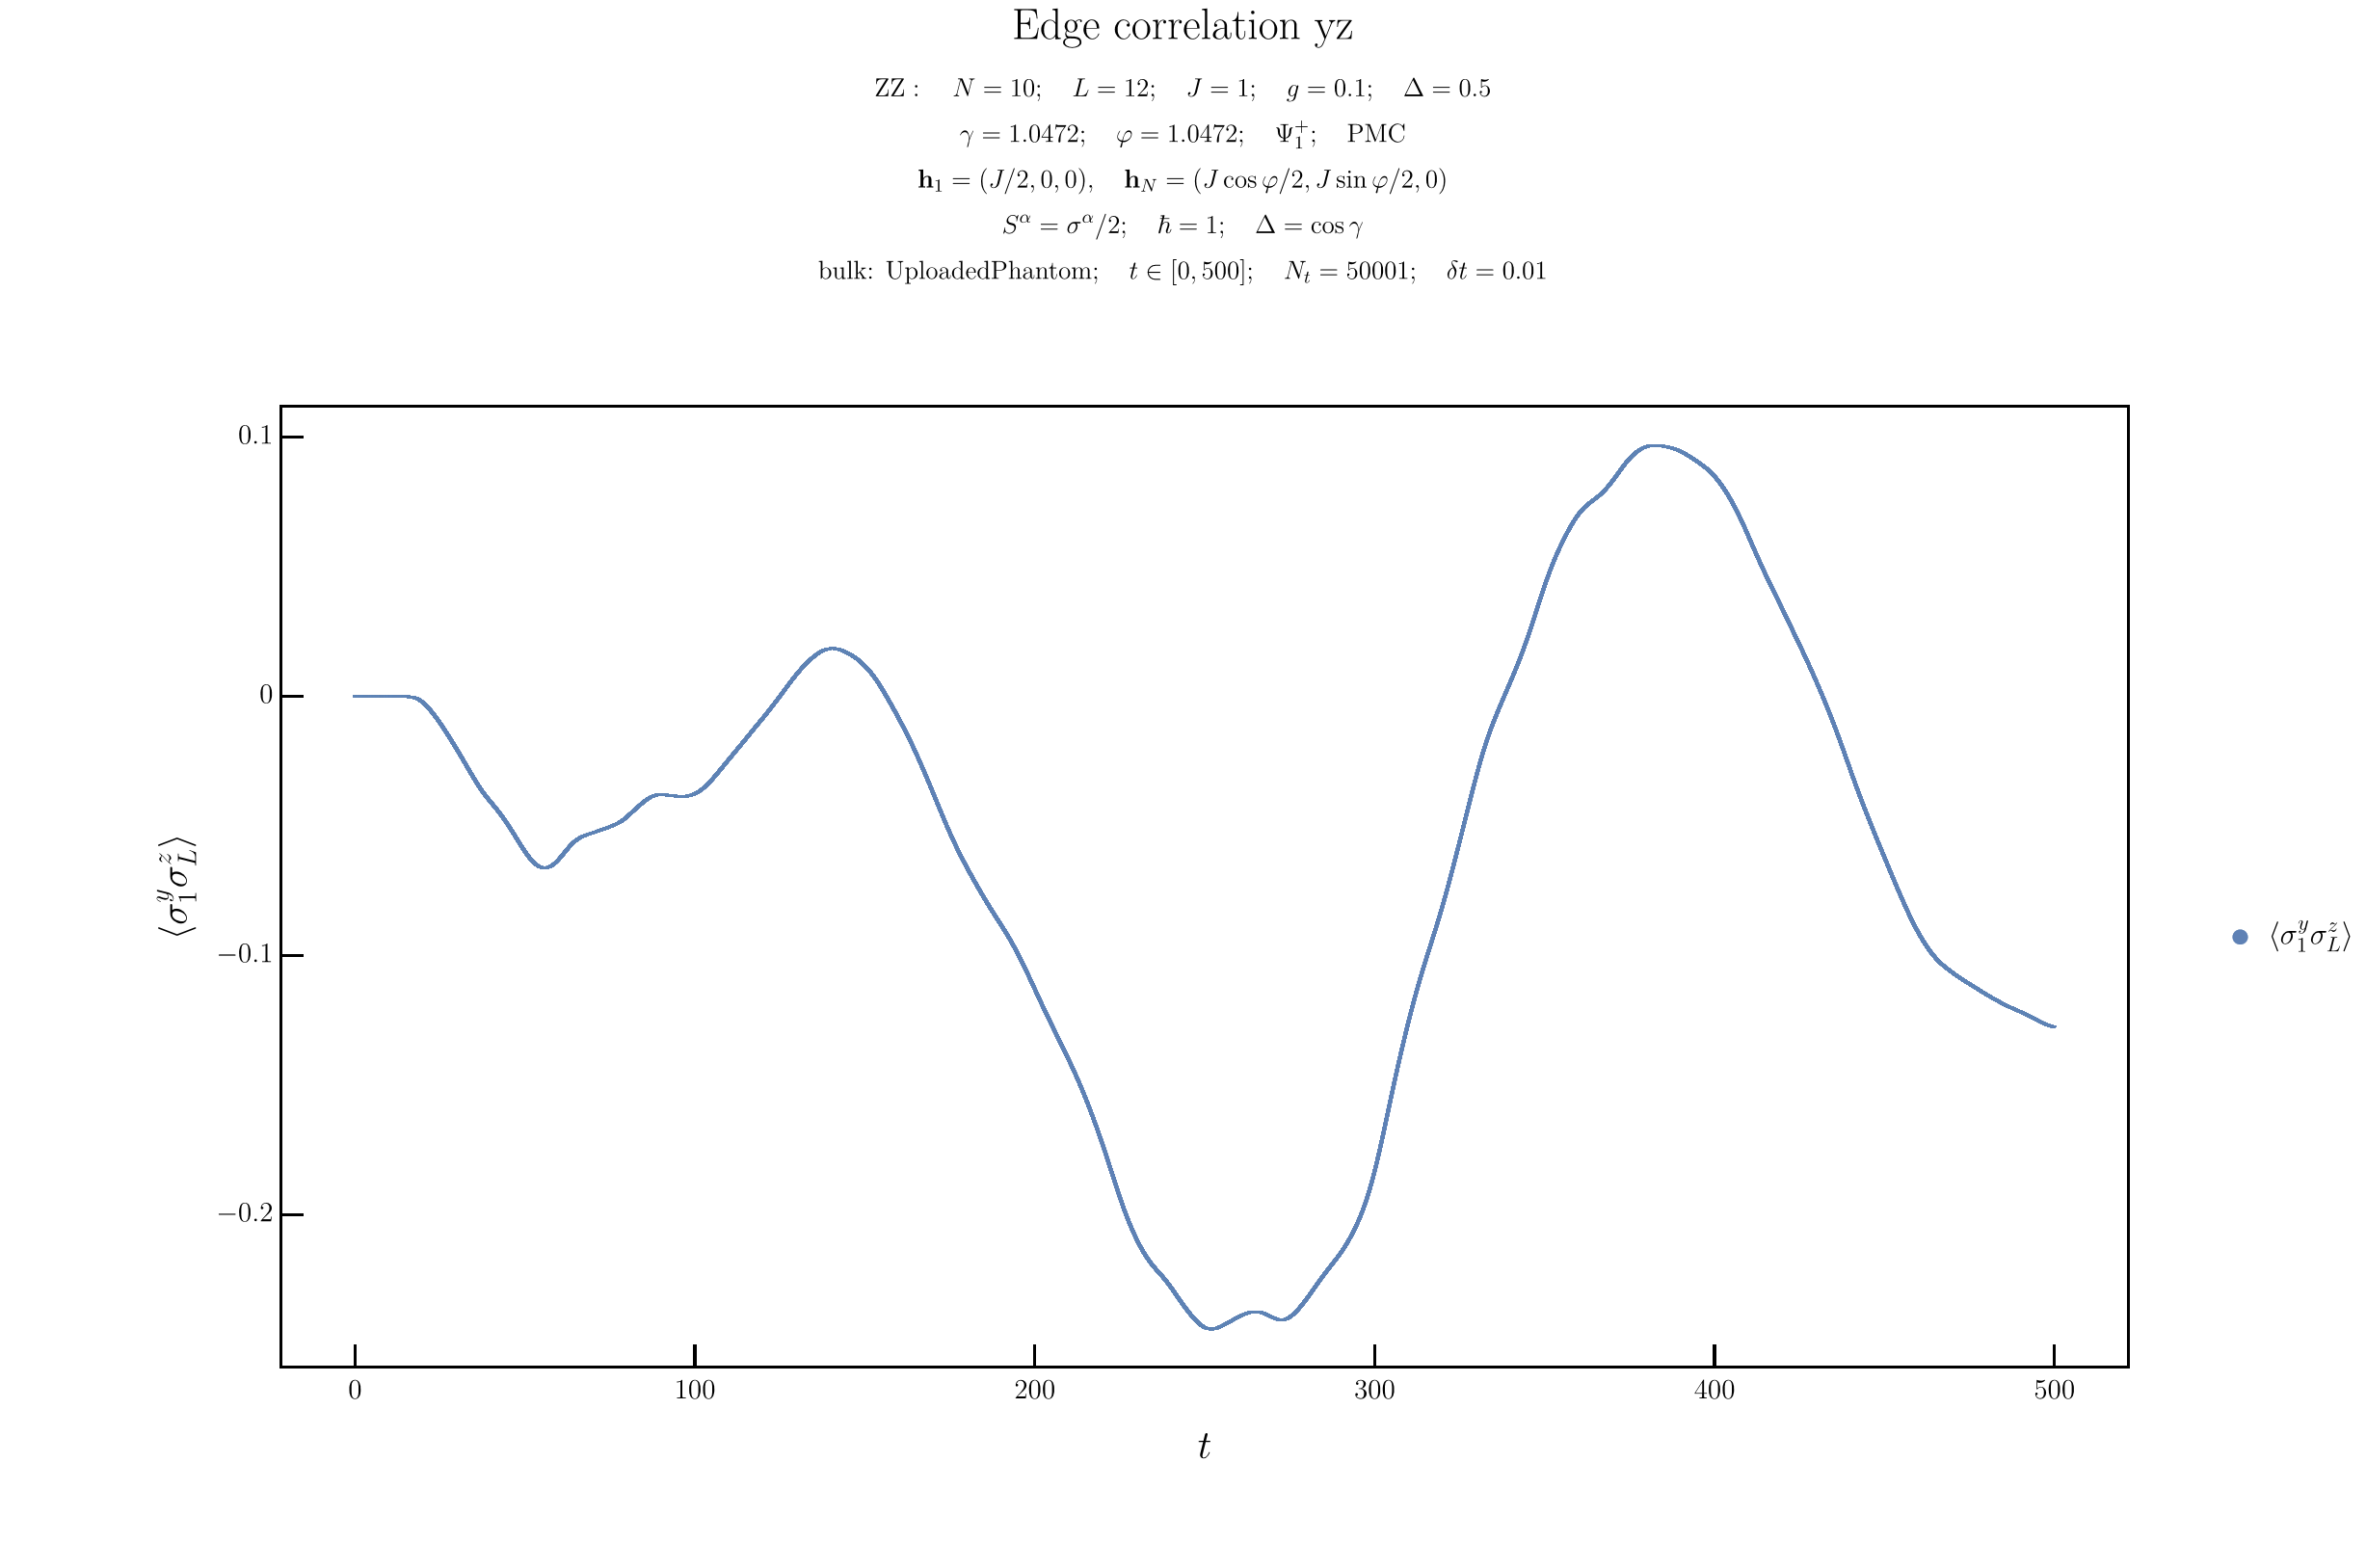 Edge correlation yz
ZZ : N = 10; L = 12; J = 1; g = 0.1; Δ = 0.5
γ = 1.0472; φ = 1.0472; Ψ₁⁺; PMC
h₁ = (J/2, 0, 0), h_N = (J cos φ/2, J sin φ/2, 0)
S^α = σ^α/2; ℏ = 1; Δ = cos γ
bulk: UploadedPhantom; t ∈ [0, 500]; N_t = 50001; δt = 0.01
0.1
0
−0.1
−0.2
⟨σ₁^y σ_L^z⟩
⟨σ₁^y σ_L^z⟩
0 100 200 300 400 500
t